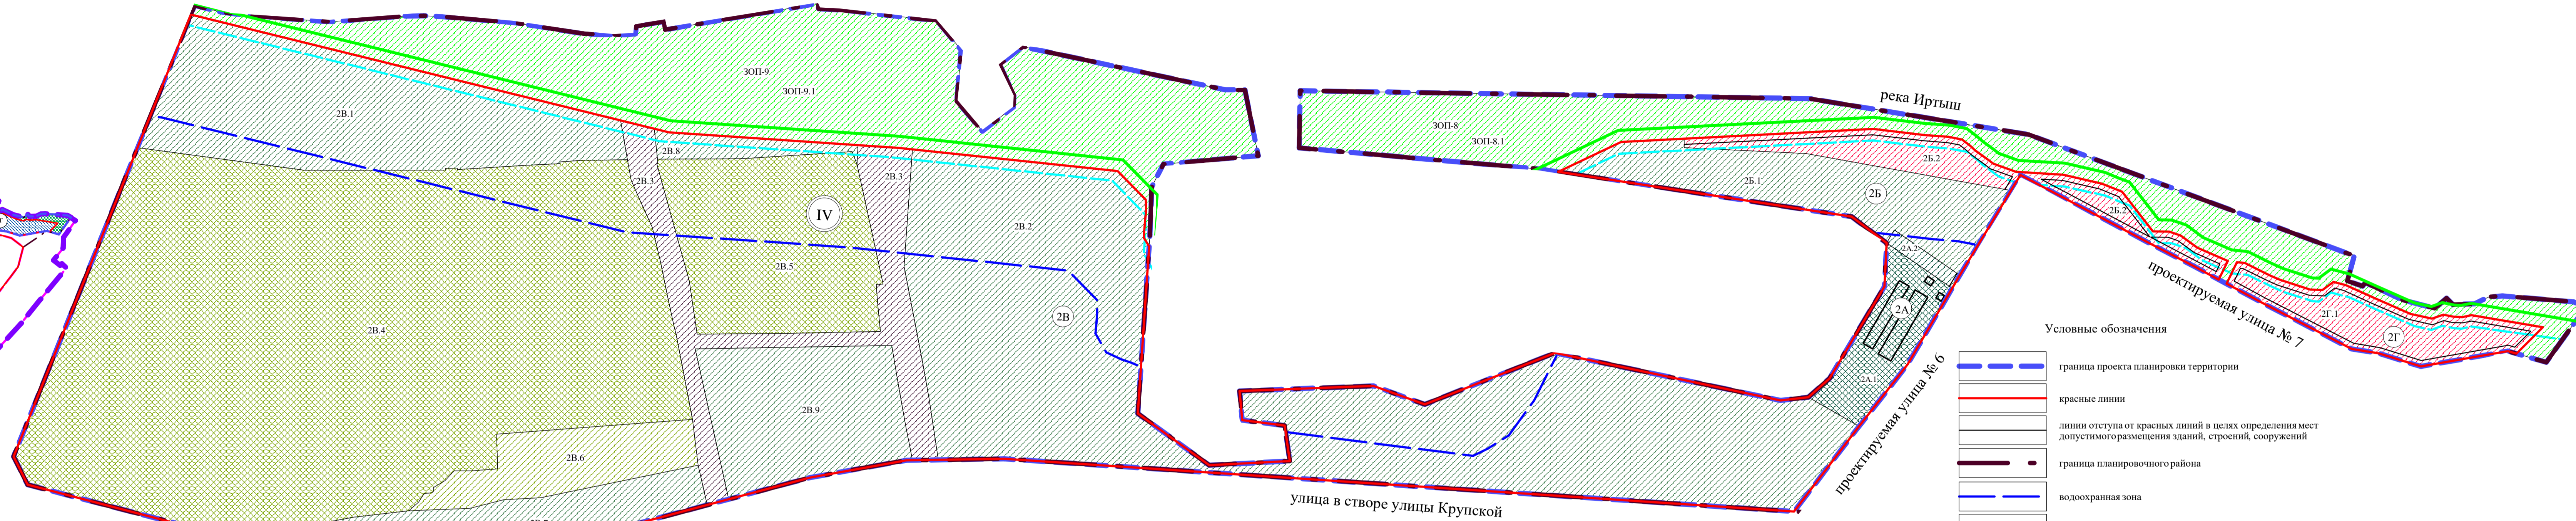 ЗОП-9
ЗОП-9.1
2В.1
2В.8
2В.3
2В.3
IV
2В.2
2В.5
2В.4
2В
2В.9
2В.6
ЗОП-8
ЗОП-8.1
река Иртыш
2Б.2
2Б.1
2Б
2Б.2
2А.2
2А
2А.1
2Г.1
2Г
проектируемая улица № 7
проектируемая улица № 6
улица в створе улицы Крупской
Условные обозначения
граница проекта планировки территории
красные линии
линии отступа от красных линий в целях определения мест
допустимого размещения зданий, строений, сооружений
граница планировочного района
водоохранная зона